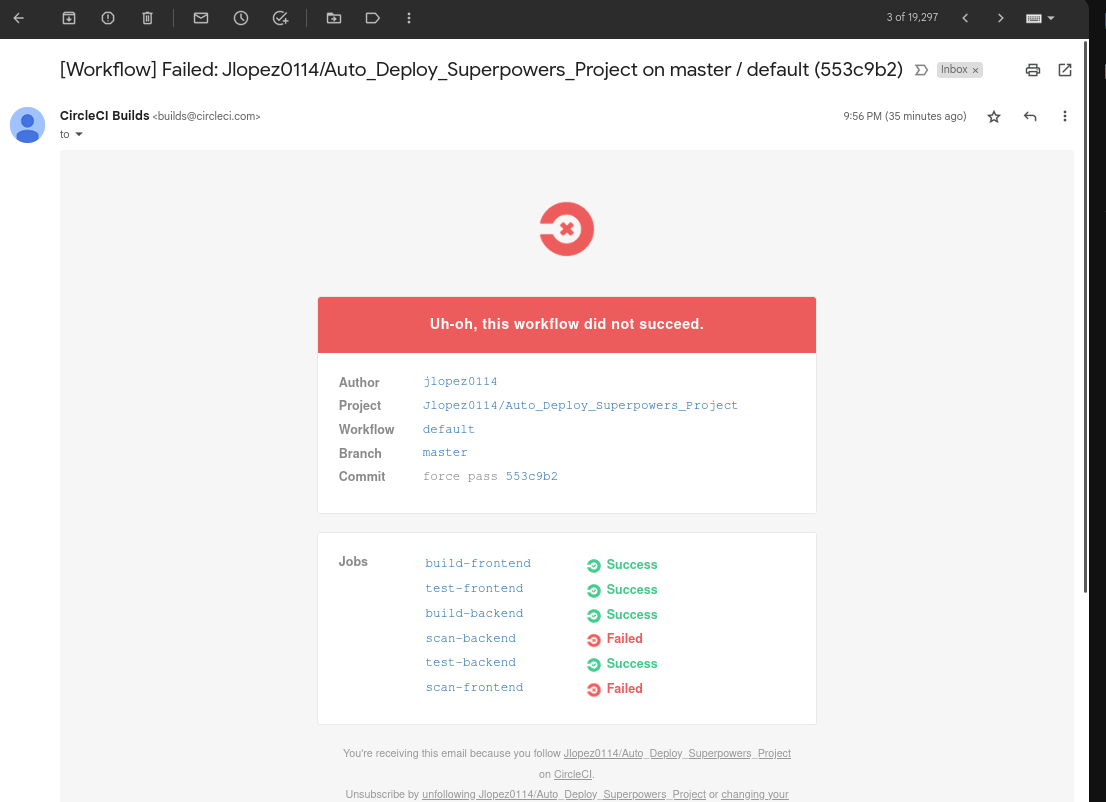 3 of 19,297
[Workflow] Failed: Jlopez0114/Auto_Deploy_Superpowers_Project on master / default (553c9b2) Inbox ×
CircleCI Builds <builds@circleci.com> 9:56 PM (35 minutes ago)
to
Uh-oh, this workflow did not succeed.
Author jlopez0114
Project Jlopez0114/Auto_Deploy_Superpowers_Project
Workflow default
Branch master
Commit force pass 553c9b2
Jobs build-frontend Success
test-frontend Success
build-backend Success
scan-backend Failed
test-backend Success
scan-frontend Failed
You're receiving this email because you follow Jlopez0114/Auto_Deploy_Superpowers_Project
on CircleCI.
Unsubscribe by unfollowing Jlopez0114/Auto_Deploy_Superpowers_Project or changing your